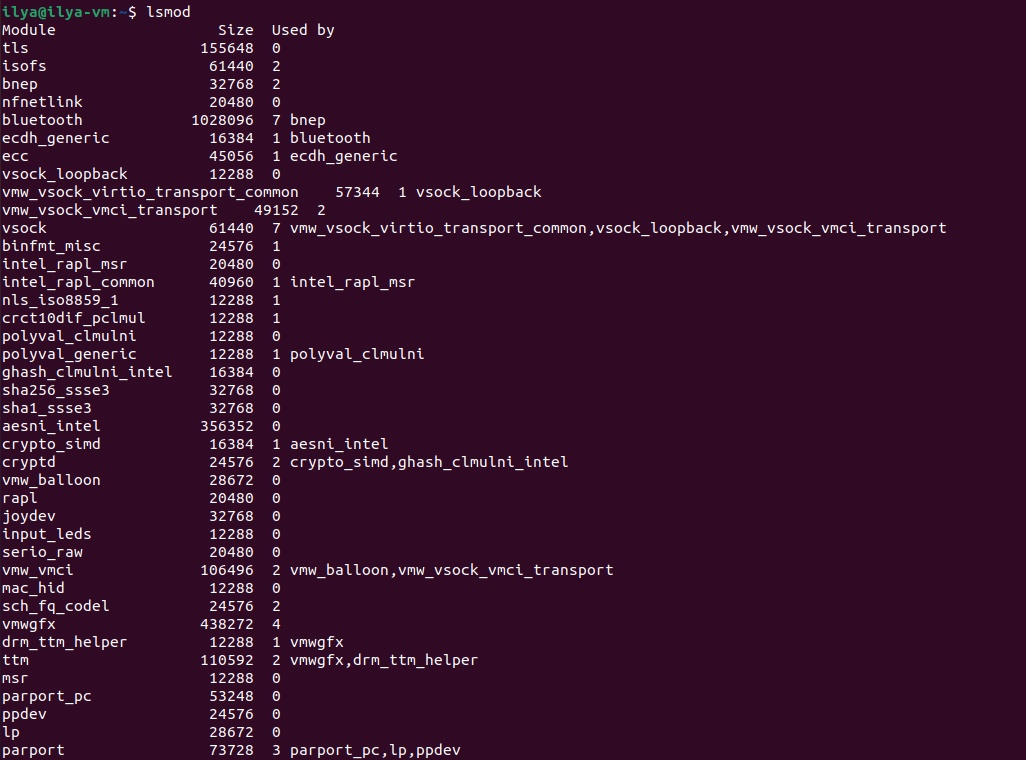 ilya@ilya-vm:~$ lsmod
Module                  Size  Used by
tls                   155648  0
isofs                  61440  2
bnep                   32768  2
nfnetlink              20480  0
bluetooth            1028096  7 bnep
ecdh_generic           16384  1 bluetooth
ecc                    45056  1 ecdh_generic
vsock_loopback         12288  0
vmw_vsock_virtio_transport_common    57344  1 vsock_loopback
vmw_vsock_vmci_transport    49152  2
vsock                  61440  7 vmw_vsock_virtio_transport_common,vsock_loopback,vmw_vsock_vmci_transport
binfmt_misc            24576  1
intel_rapl_msr         20480  0
intel_rapl_common      40960  1 intel_rapl_msr
nls_iso8859_1          12288  1
crct10dif_pclmul       12288  1
polyval_clmulni        12288  0
polyval_generic        12288  1 polyval_clmulni
ghash_clmulni_intel    16384  0
sha256_ssse3           32768  0
sha1_ssse3             32768  0
aesni_intel           356352  0
crypto_simd            16384  1 aesni_intel
cryptd                 24576  2 crypto_simd,ghash_clmulni_intel
vmw_balloon            28672  0
rapl                   20480  0
joydev                 32768  0
input_leds             12288  0
serio_raw              20480  0
vmw_vmci              106496  2 vmw_balloon,vmw_vsock_vmci_transport
mac_hid                12288  0
sch_fq_codel           24576  2
vmwgfx                438272  4
drm_ttm_helper         12288  1 vmwgfx
ttm                   110592  2 vmwgfx,drm_ttm_helper
msr                    12288  0
parport_pc             53248  0
ppdev                  24576  0
lp                     28672  0
parport                73728  3 parport_pc,lp,ppdev